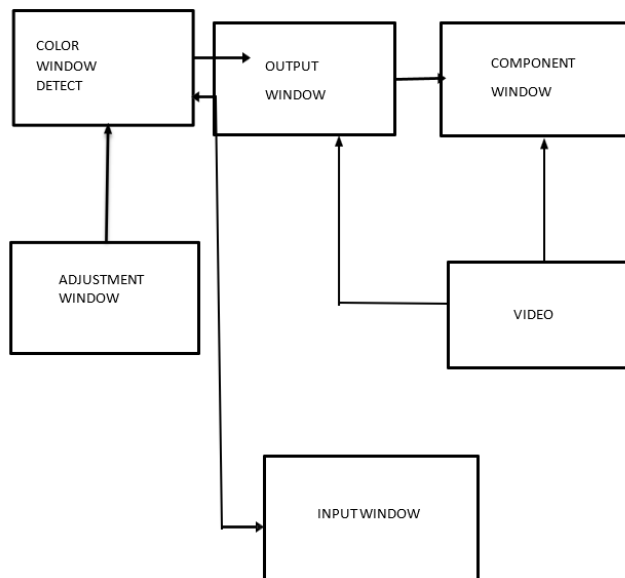 COLOR
WINDOW
DETECT
OUTPUT
WINDOW
COMPONENT
WINDOW
ADJUSTMENT
WINDOW
VIDEO
INPUT WINDOW